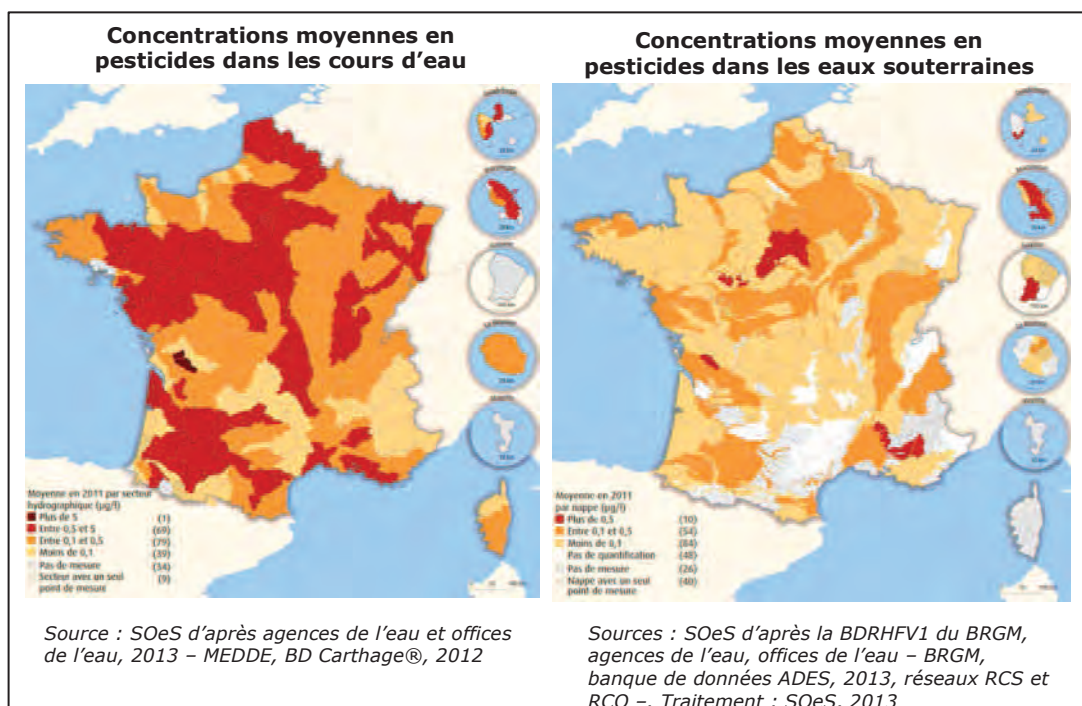 Concentrations moyennes en
pesticides dans les cours d’eau
Moyenne en 2011 par secteur
hydrographique (µg/l)
Plus de 5 (1)
Entre 0,5 et 5 (69)
Entre 0,1 et 0,5 (79)
Moins de 0,1 (39)
Pas de mesure (34)
Secteur avec un seul (9)
point de mesure
Source : SOeS d’après agences de l’eau et offices
de l’eau, 2013 – MEDDE, BD Carthage®, 2012
Concentrations moyennes en
pesticides dans les eaux souterraines
Moyenne en 2011
par nappe (µg/l)
Plus de 0,5 (10)
Entre 0,1 et 0,5 (54)
Moins de 0,1 (84)
Pas de quantification (48)
Pas de mesure (26)
Nappe avec un seul (40)
point de mesure
Sources : SOeS d’après la BDRHFV1 du BRGM,
agences de l’eau, offices de l’eau – BRGM,
banque de données ADES, 2013, réseaux RCS et
RCO –. Traitement : SOeS, 2013